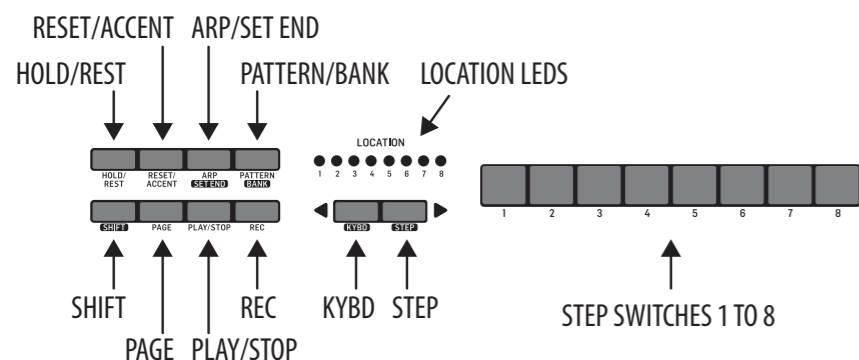 RESET/ACCENT ARP/SET END
HOLD/REST PATTERN/BANK LOCATION LEDS
LOCATION
1 2 3 4 5 6 7 8
HOLD/ RESET/ ARP PATTERN
REST ACCENT SET END BANK
1 2 3 4 5 6 7 8
SHIFT PAGE PLAY/STOP REC KYBD STEP
SHIFT REC KYBD STEP STEP SWITCHES 1 TO 8
PAGE PLAY/STOP